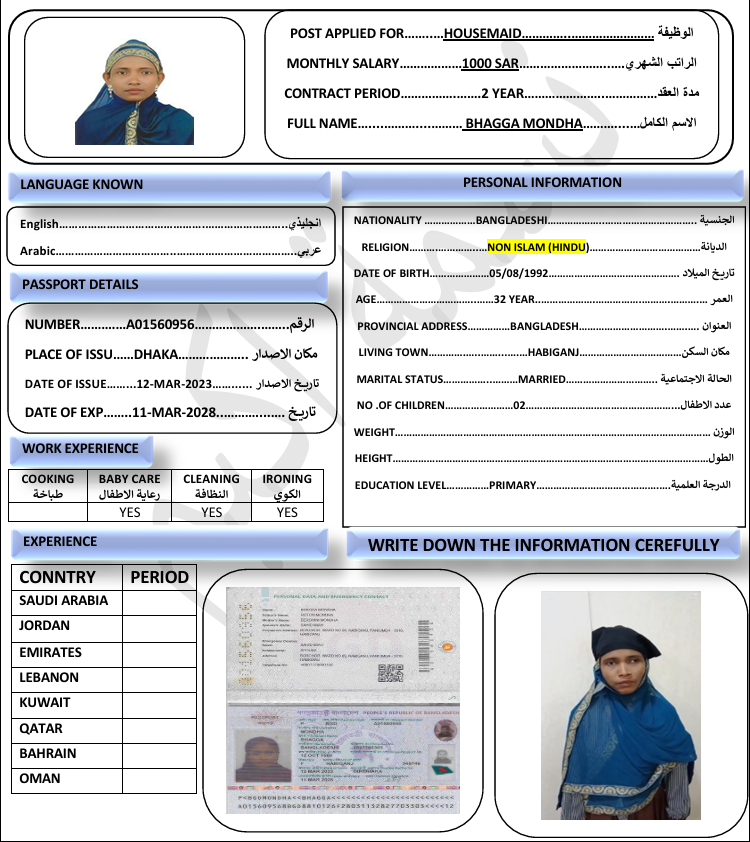 POST APPLIED FOR..........HOUSEMAID.......................................... الوظيفة
MONTHLY SALARY..................1000 SAR..............................الراتب الشهري
CONTRACT PERIOD.......................2 YEAR......................................مدة العقد
FULL NAME.............................. BHAGGA MONDHA.................الاسم الكامل
LANGUAGE KNOWN
English................................................................انجليذي
Arabic....................................................................عربي
PASSPORT DETAILS
NUMBER............A01560956......................الرقم
PLACE OF ISSU......DHAKA................... مكان الاصدار
DATE OF ISSUE.........12-MAR-2023........... تاريخ الاصدار
DATE OF EXP........11-MAR-2028................. تاريخ
WORK EXPERIENCE
COOKING BABY CARE CLEANING IRONING
طباخة رعاية الاطفال النظافة الكوي
YES YES YES
PERSONAL INFORMATION
NATIONALITY .................BANGLADESHI.................................................. الجنسية
RELIGION..........................NON ISLAM (HINDU).....................................الديانة
DATE OF BIRTH....................05/08/1992............................................تاريخ الميلاد
AGE.......................................32 YEAR......................................................... العمر
PROVINCIAL ADDRESS..............BANGLADESH........................................ العنوان
LIVING TOWN.................................HABIGANJ......................................مكان السكن
MARITAL STATUS.........................MARRIED.............................. الحالة الاجتماعية
NO .OF CHILDREN.......................02..................................................عدد الاطفال
WEIGHT......................................................................................................... الوزن
HEIGHT.........................................................................................................الطول
EDUCATION LEVEL.......PRIMARY.............................................الدرجة العلمية
EXPERIENCE
CONNTRY PERIOD
SAUDI ARABIA
JORDAN
EMIRATES
LEBANON
KUWAIT
QATAR
BAHRAIN
OMAN
WRITE DOWN THE INFORMATION CEREFULLY
PERSONAL DATA AND EMERGENCY CONTACT
PEOPLE'S REPUBLIC OF BANGLADESH
MONDHA
BHAGGA
BANGLADESHI
HABIGANJ
12 MAR 2023
11 MAR 2028